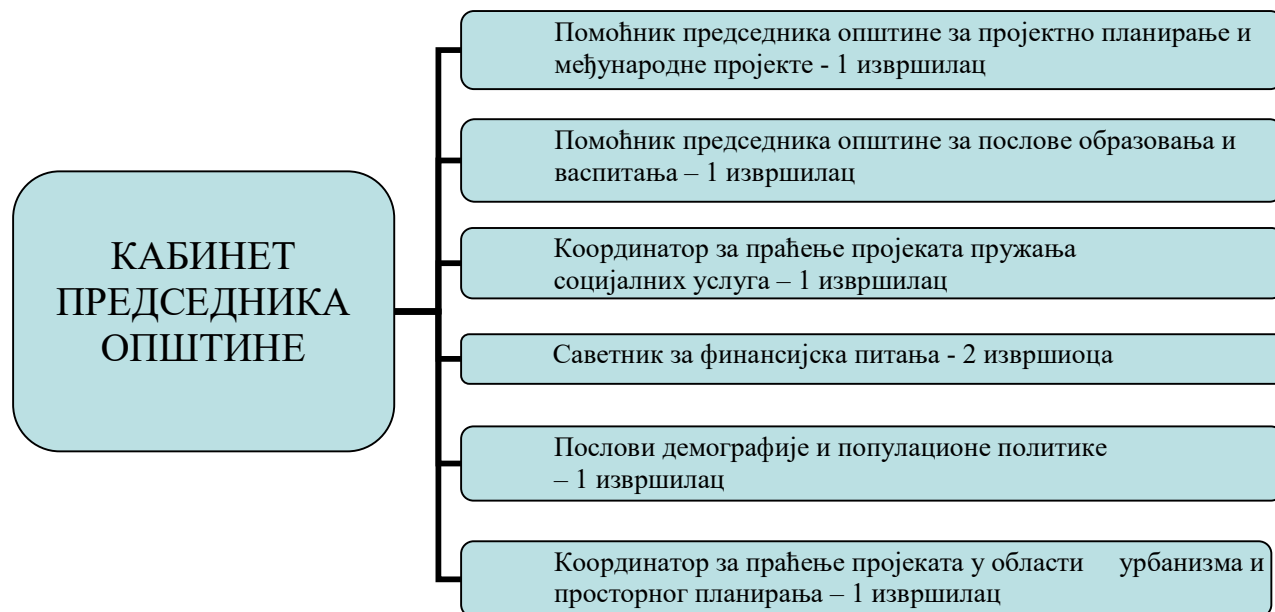 КАБИНЕТ
ПРЕДСЕДНИКА
ОПШТИНЕ
Помоћник председника општине за пројектно планирање и
међународне пројекте - 1 извршилац
Помоћник председника општине за послове образовања и
васпитања – 1 извршилац
Координатор за праћење пројеката пружања
социјалних услуга – 1 извршилац
Саветник за финансијска питања - 2 извршиоца
Послови демографије и популационе политике
– 1 извршилац
Координатор за праћење пројеката у области урбанизма и
просторног планирања – 1 извршилац